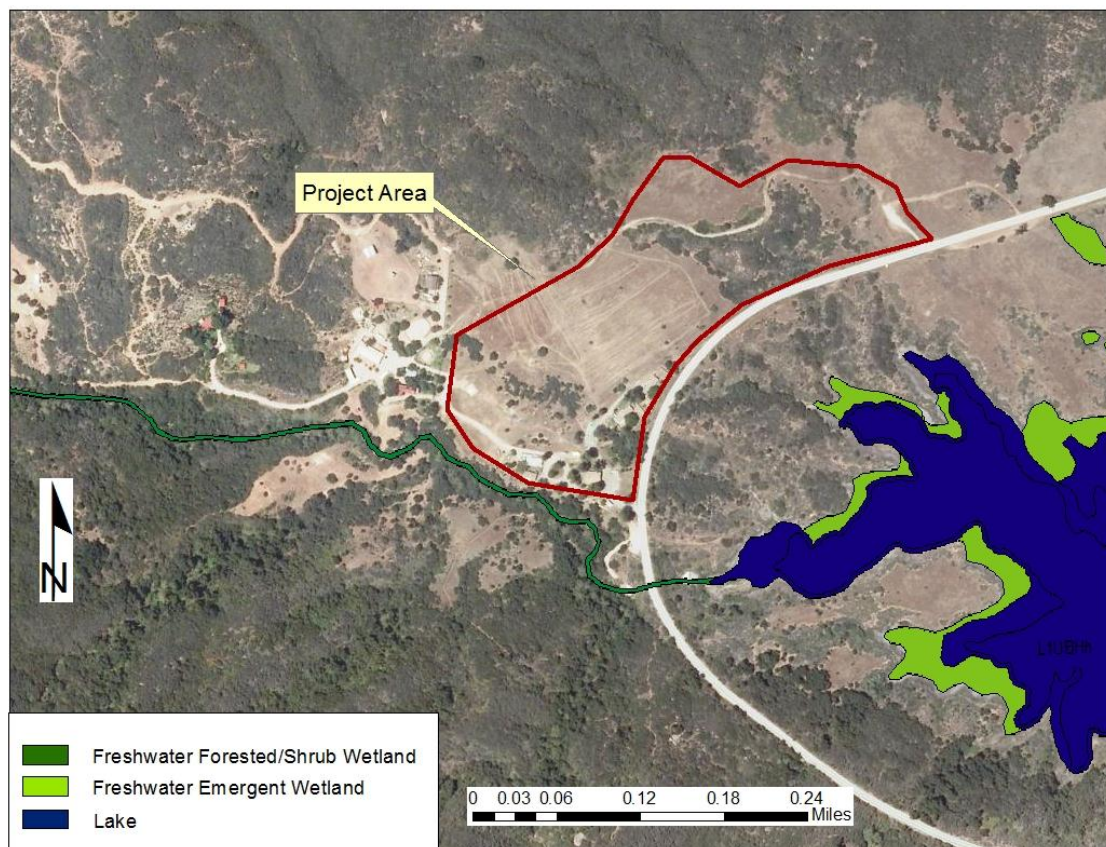 Project Area
N
Freshwater Forested/Shrub Wetland
Freshwater Emergent Wetland
Lake
0 0.03 0.06 0.12 0.18 0.24
Miles